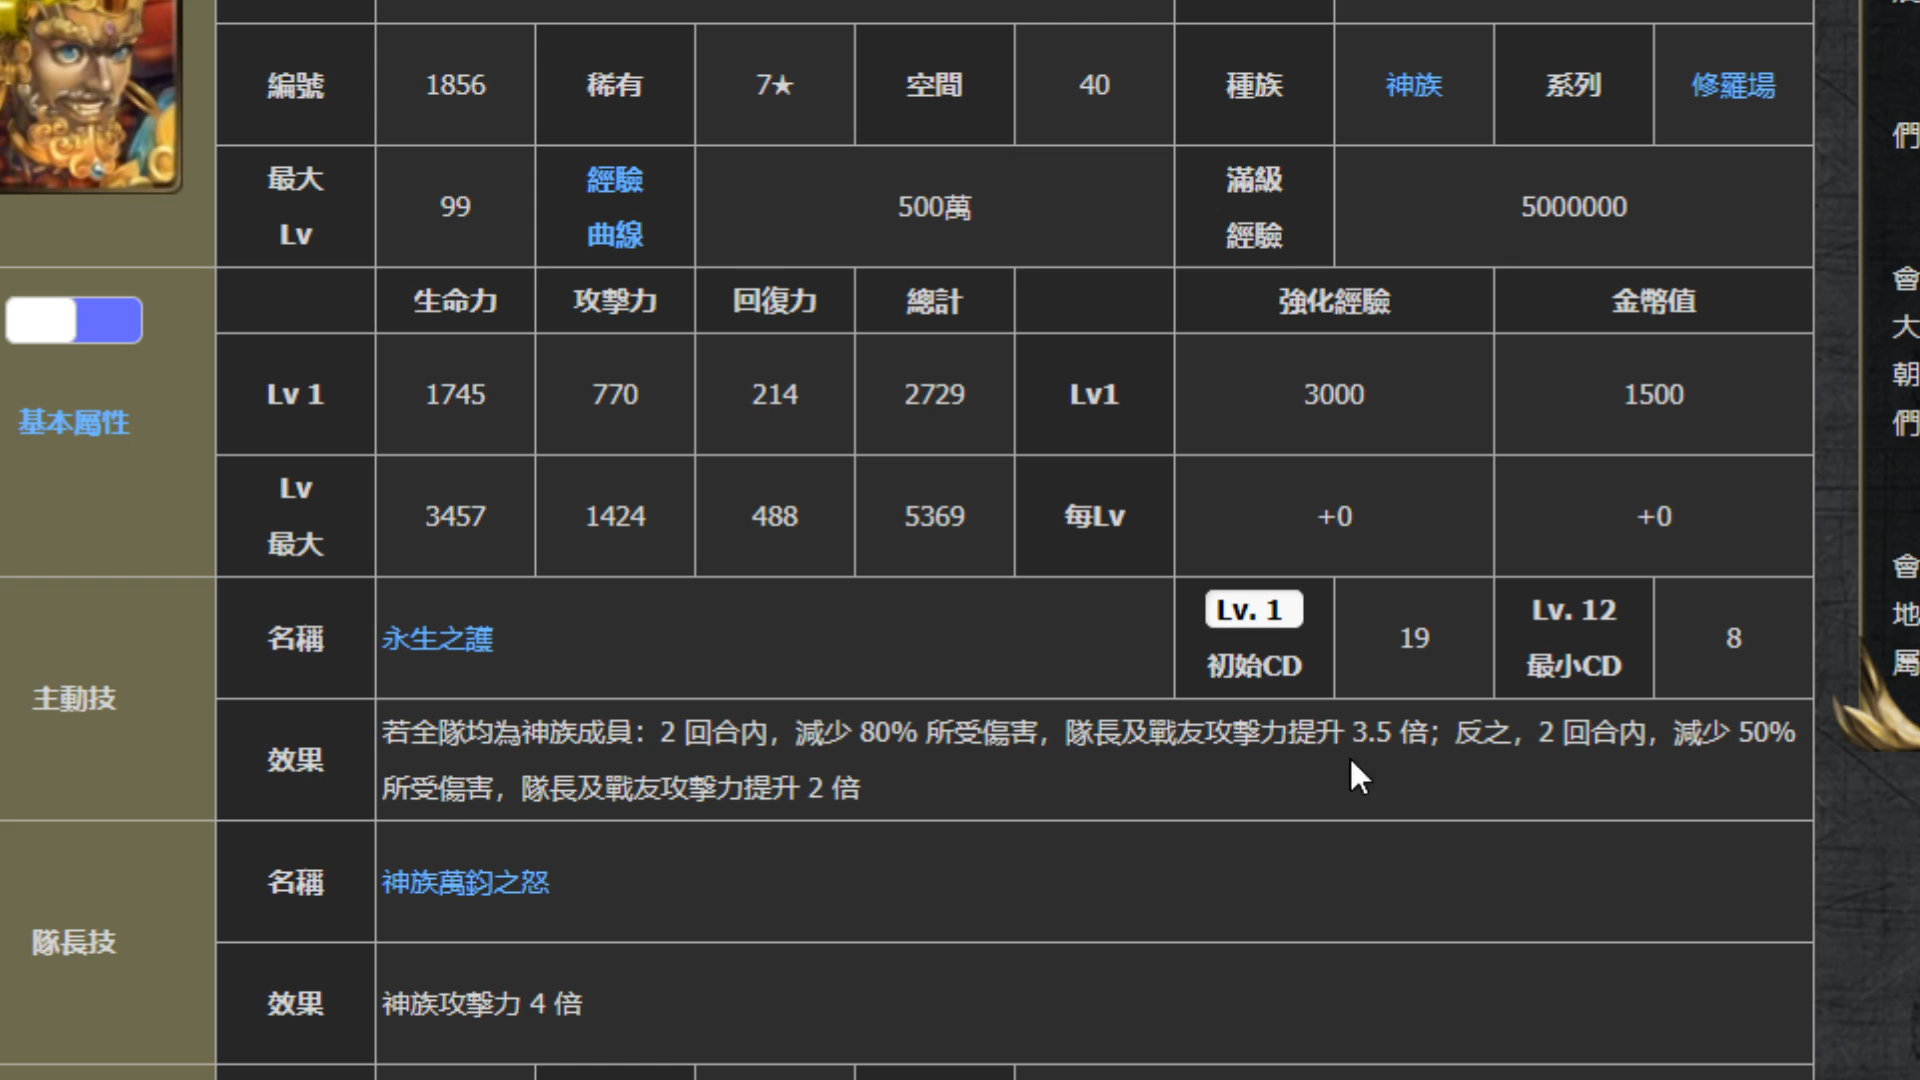 編號 1856 稀有 7★ 空間 40 種族 神族 系列 修羅場
最大 Lv 99 經驗 曲線 500萬 滿級 經驗 5000000
生命力 攻擊力 回復力 總計 強化經驗 金幣值
基本屬性
Lv 1 1745 770 214 2729 Lv1 3000 1500
Lv 最大 3457 1424 488 5369 每Lv +0 +0
主動技
名稱 永生之護 Lv. 1 初始CD 19 Lv. 12 最小CD 8
效果 若全隊均為神族成員：2 回合內，減少 80% 所受傷害，隊長及戰友攻擊力提升 3.5 倍；反之，2 回合內，減少 50%
所受傷害，隊長及戰友攻擊力提升 2 倍
隊長技
名稱 神族萬鈞之怒
效果 神族攻擊力 4 倍
們
會
大
朝
們
會
地
屬